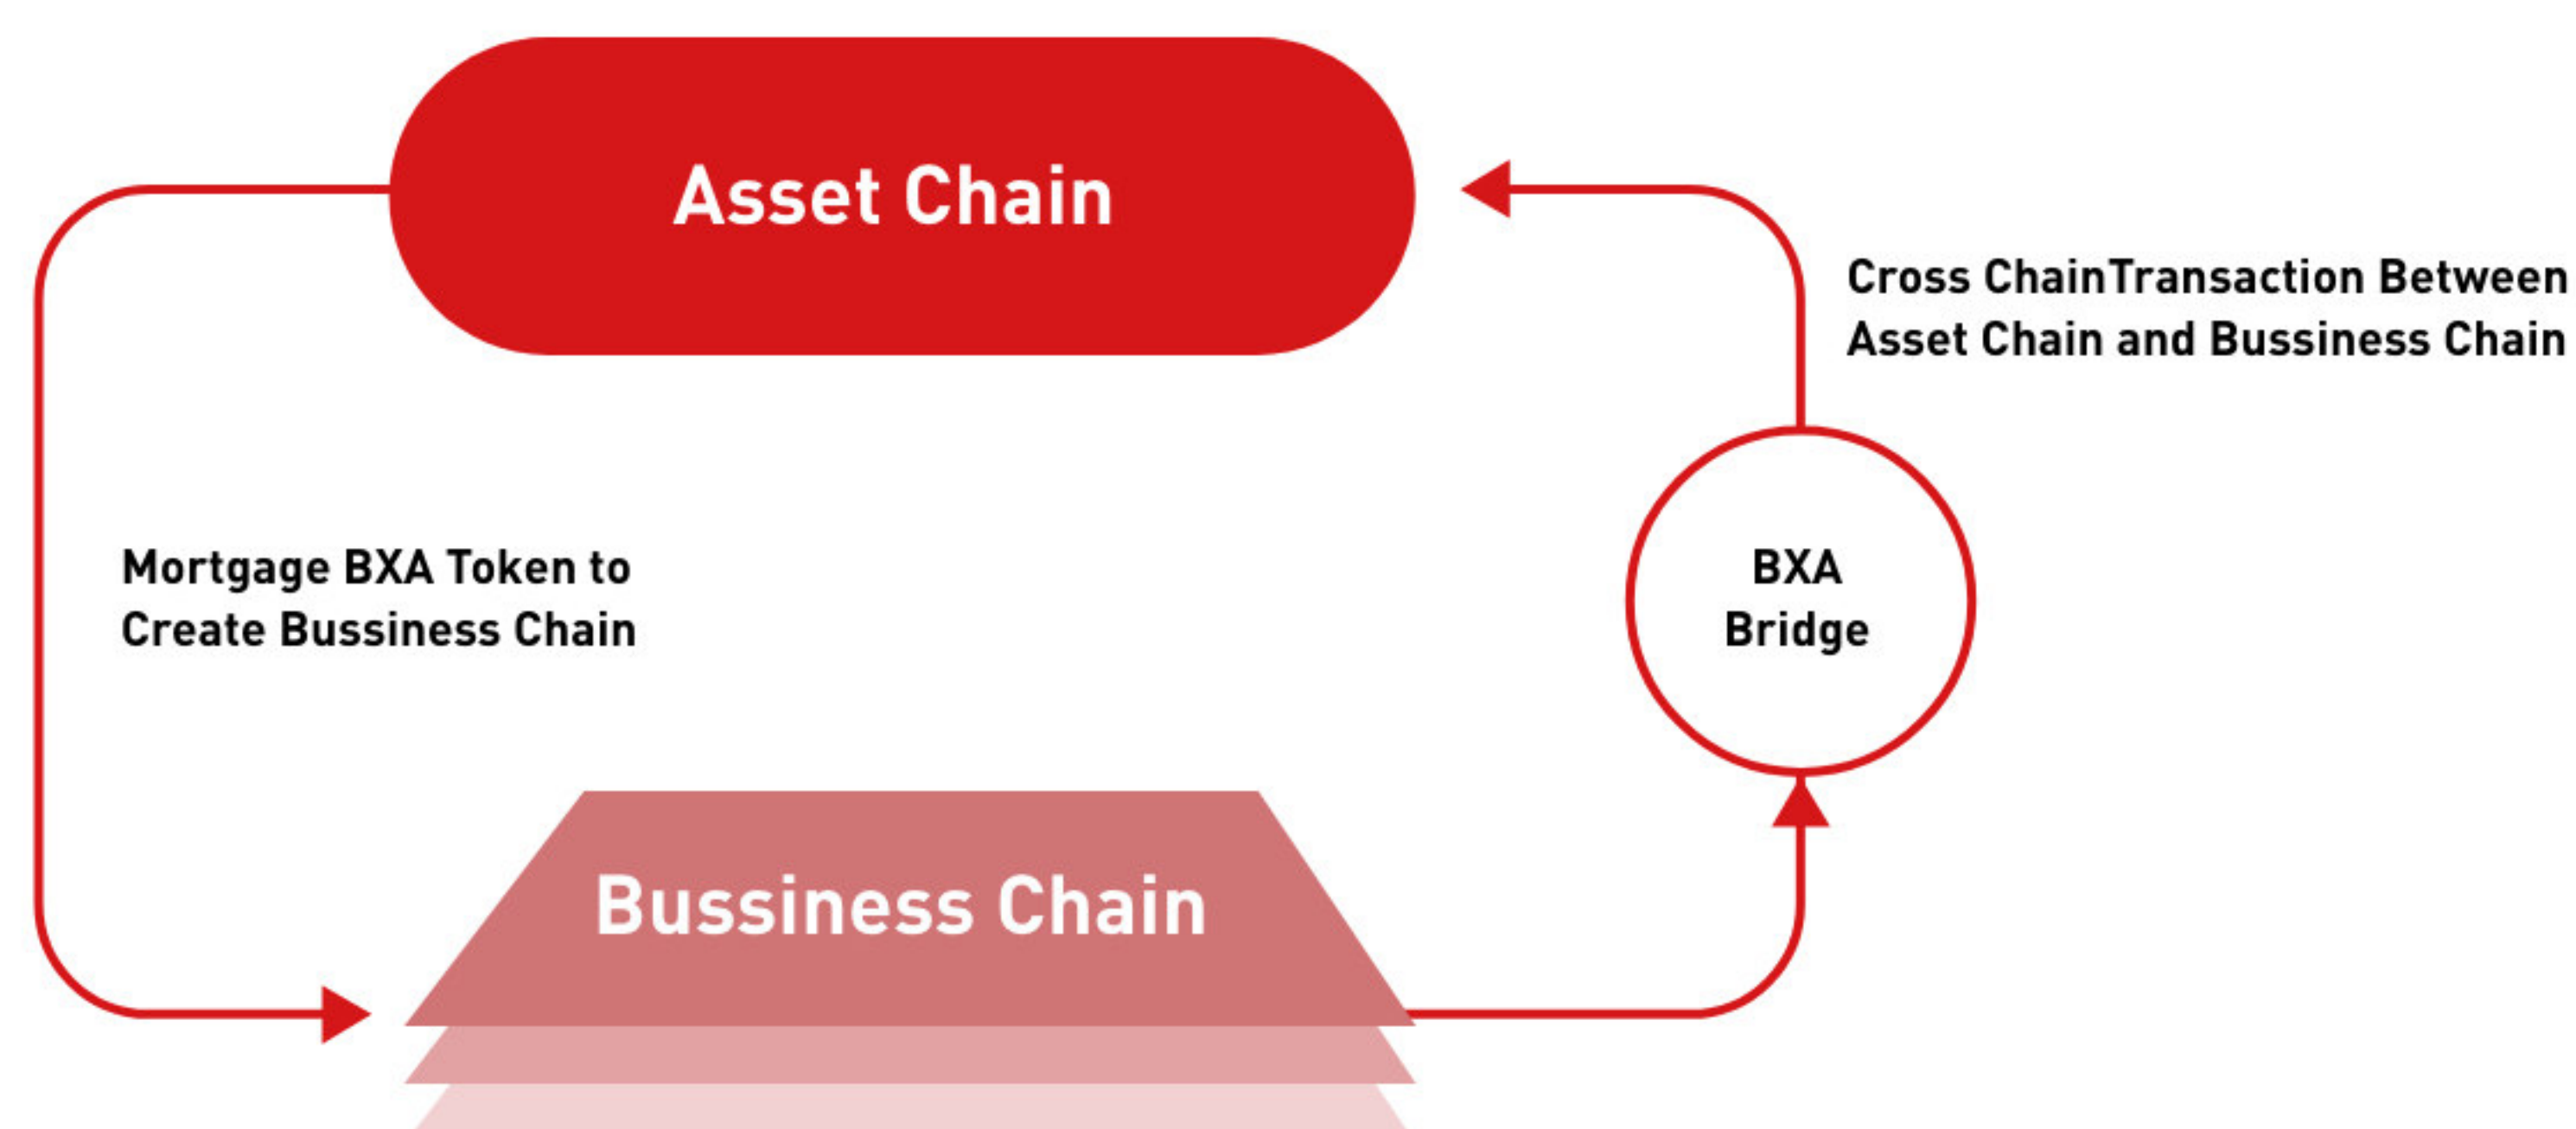 Asset Chain
Cross ChainTransaction Between
Asset Chain and Bussiness Chain
Mortgage BXA Token to
Create Bussiness Chain
BXA
Bridge
Bussiness Chain